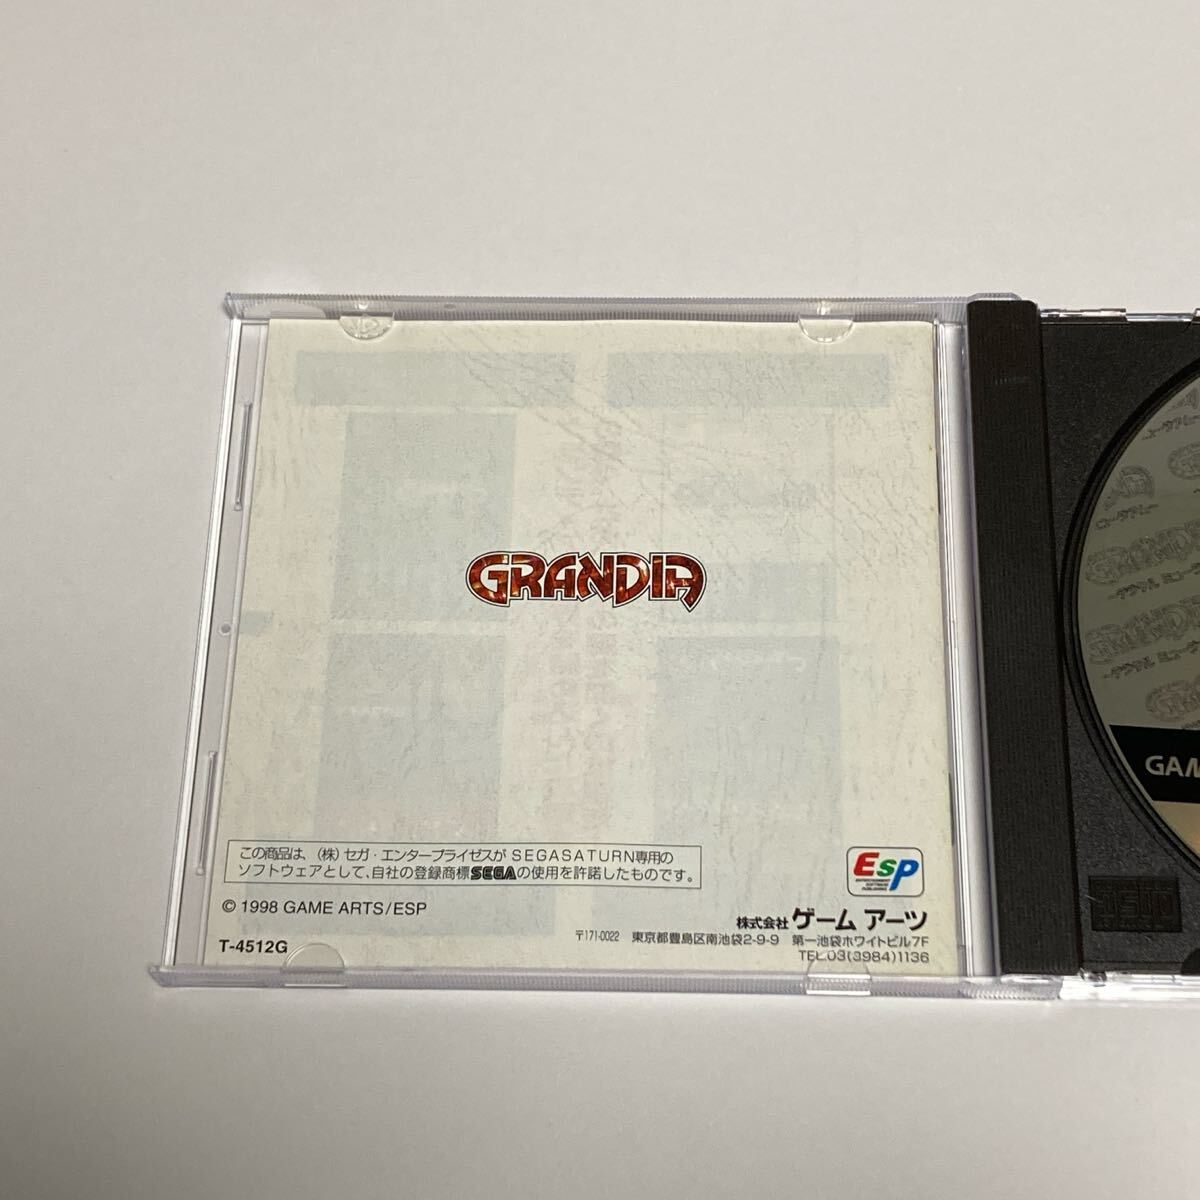 GRANDIA
この商品は、(株)セガ・エンタープライゼスがSEGASATURN専用の
ソフトウェアとして、自社の登録商標SEGAの使用を許諾したものです。
© 1998 GAME ARTS/ESP
T-4512G
ESP
ENTERTAINMENT
SOFTWARE
PUBLISHING
株式会社 ゲーム アーツ
〒171-0022 東京都豊島区南池袋2-9-9 第一池袋ホワイトビル7F
TEL.03(3984)1136
GAM